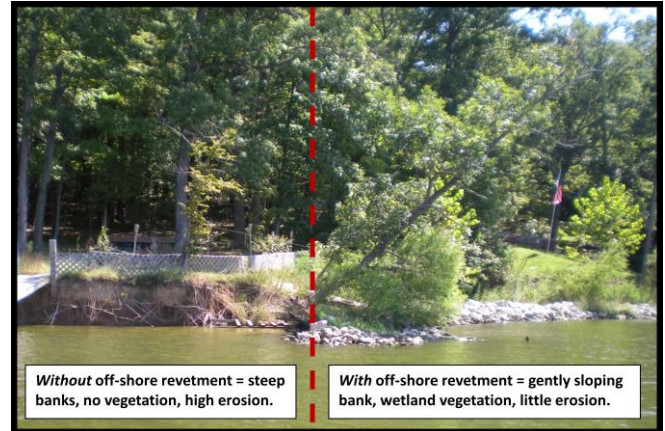 Without off-shore revetment = steep
banks, no vegetation, high erosion.
With off-shore revetment = gently sloping
bank, wetland vegetation, little erosion.